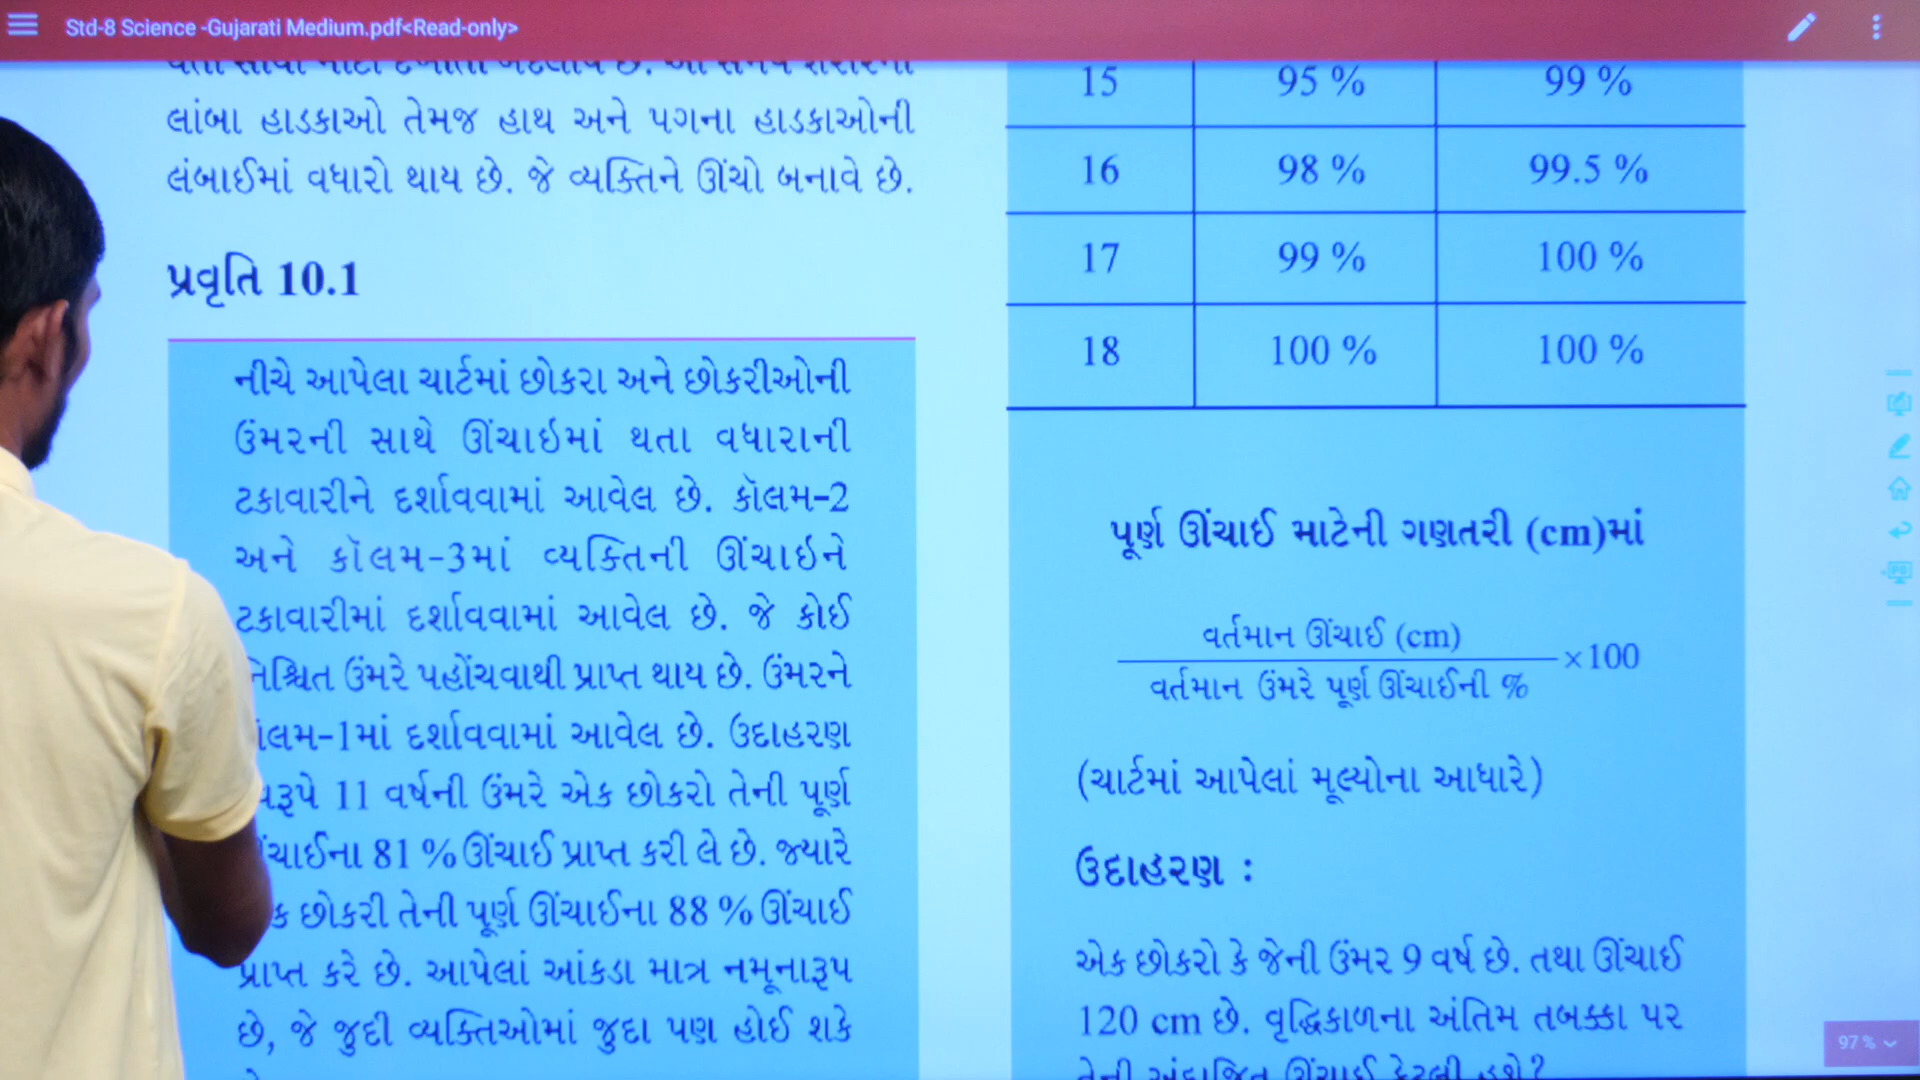 Std-8 Science -Gujarati Medium.pdf<Read-only>
લાંબા હાડકાઓ તેમજ હાથ અને પગના હાડકાઓની
લંબાઈમાં વધારો થાય છે. જે વ્યક્તિને ઊંચો બનાવે છે.
પ્રવૃતિ 10.1
નીચે આપેલા ચાર્ટમાં છોકરા અને છોકરીઓની
ઉંમરની સાથે ઊંચાઇમાં થતા વધારાની
ટકાવારીને દર્શાવવામાં આવેલ છે. કૉલમ-2
અને કૉલમ-3માં વ્યક્તિની ઊંચાઇને
ટકાવારીમાં દર્શાવવામાં આવેલ છે. જે કોઈ
ઉંમરે પહોંચવાથી પ્રાપ્ત થાય છે. ઉંમરને
દર્શાવવામાં આવેલ છે. ઉદાહરણ
11 વર્ષની ઉંમરે એક છોકરો તેની પૂર્ણ
81 % ઊંચાઈ પ્રાપ્ત કરી લે છે. જ્યારે
છોકરી તેની પૂર્ણ ઊંચાઈના 88 % ઊંચાઈ
પ્રાપ્ત કરે છે. આપેલાં આંકડા માત્ર નમૂનારૂપ
છે, જે જુદી વ્યક્તિઓમાં જુદા પણ હોઈ શકે
15 95 % 99 %
16 98 % 99.5 %
17 99 % 100 %
18 100 % 100 %
પૂર્ણ ઊંચાઈ માટેની ગણતરી (cm)માં
વર્તમાન ઊંચાઈ (cm)
×100
વર્તમાન ઉંમરે પૂર્ણ ઊંચાઈની %
(ચાર્ટમાં આપેલાં મૂલ્યોના આધારે)
ઉદાહરણ :
એક છોકરો કે જેની ઉંમર 9 વર્ષ છે. તથા ઊંચાઈ
120 cm છે. વૃદ્ધિકાળના અંતિમ તબક્કા પર
તેની અંદાજિત ઊંચાઈ કેટલી હશે?
97 %